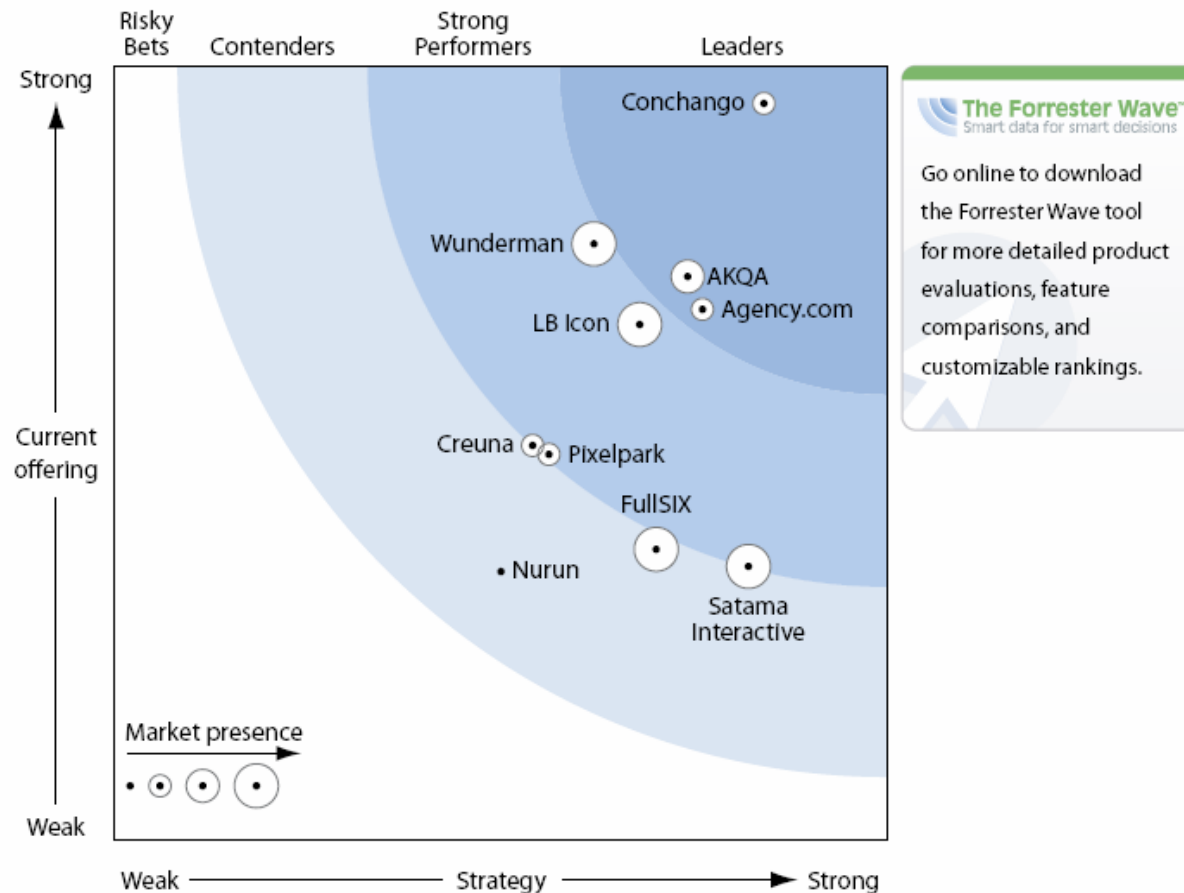 Risky
Bets
Contenders
Strong
Performers
Leaders
Strong
Current
offering
Weak
Conchango
Wunderman
AKQA
Agency.com
LB Icon
Creuna
Pixelpark
FullSIX
Nurun
Satama
Interactive
Market presence
Weak
Strategy
Strong
The Forrester Wave™
Smart data for smart decisions
Go online to download
the Forrester Wave tool
for more detailed product
evaluations, feature
comparisons, and
customizable rankings.